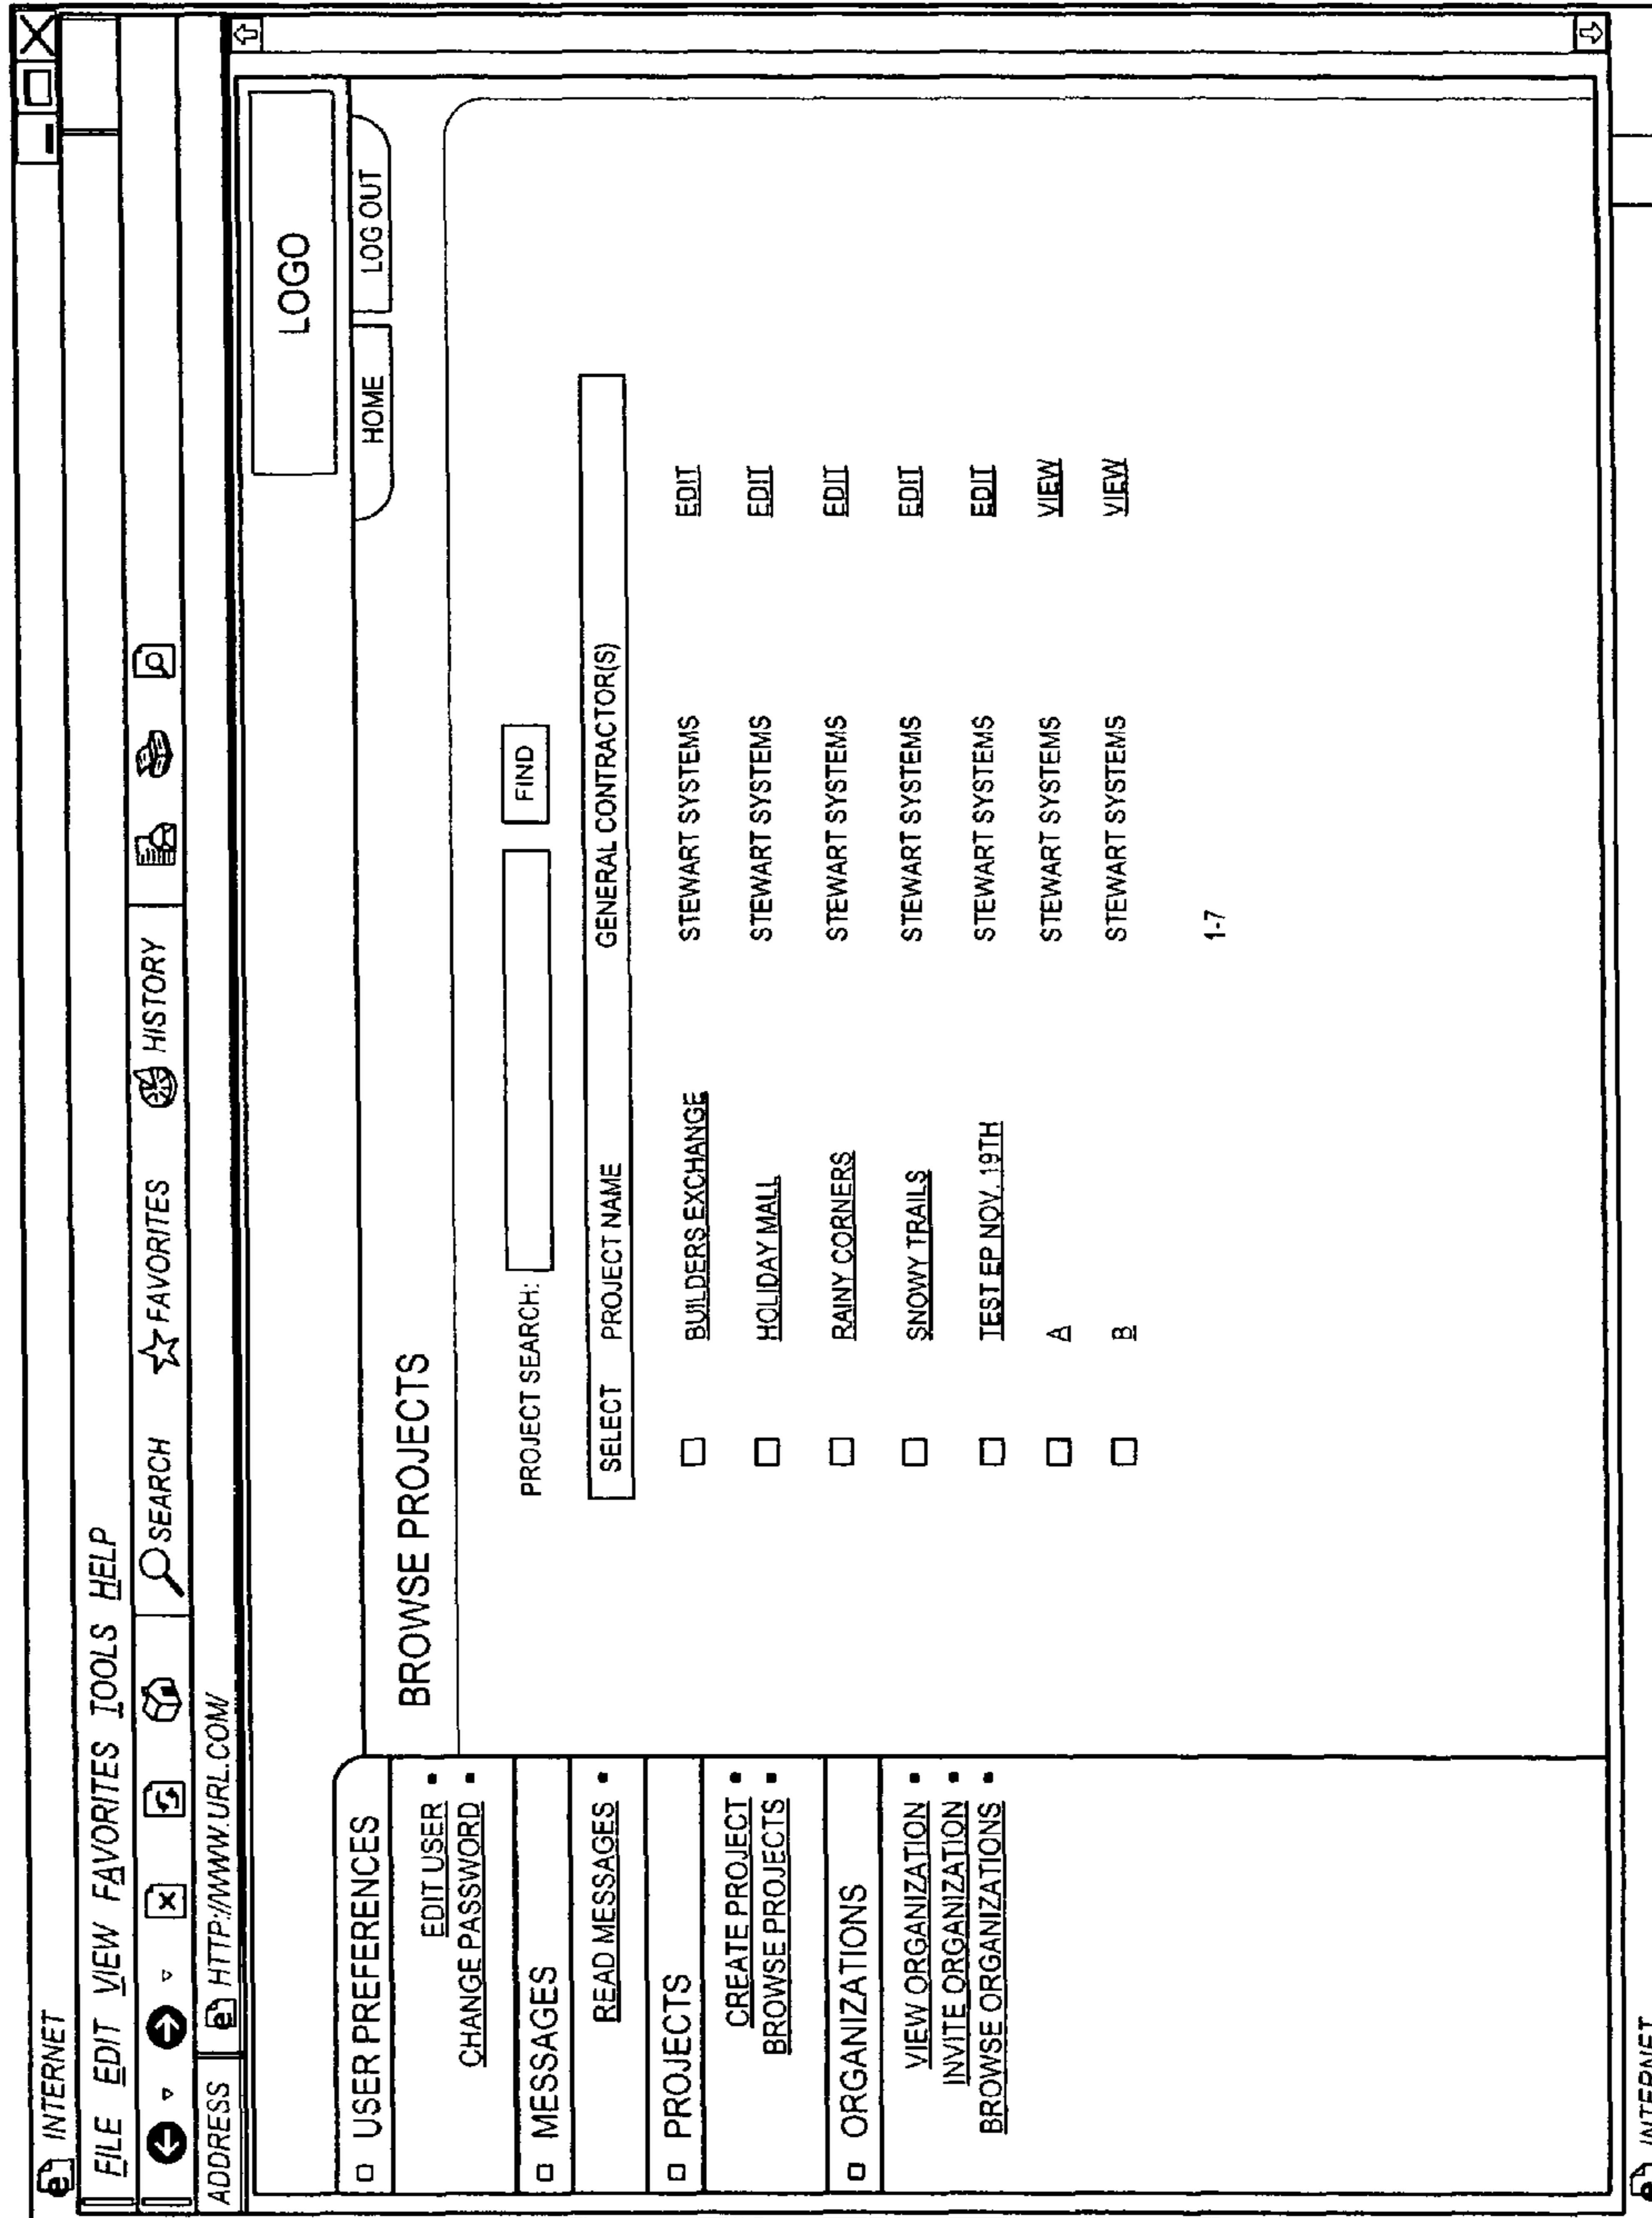 INTERNET
FILE EDIT VIEW FAVORITES TOOLS HELP
SEARCH FAVORITES HISTORY
ADDRESS HTTP://WWW.URL.COM
LOGO
HOME LOG OUT
USER PREFERENCES
EDIT USER
CHANGE PASSWORD
MESSAGES
READ MESSAGES
PROJECTS
CREATE PROJECT
BROWSE PROJECTS
ORGANIZATIONS
VIEW ORGANIZATION
INVITE ORGANIZATION
BROWSE ORGANIZATIONS
BROWSE PROJECTS
PROJECT SEARCH: FIND
SELECT PROJECT NAME GENERAL CONTRACTOR(S)
BUILDERS EXCHANGE STEWART SYSTEMS EDIT
HOLIDAY MALL STEWART SYSTEMS EDIT
RAINY CORNERS STEWART SYSTEMS EDIT
SNOWY TRAILS STEWART SYSTEMS EDIT
TEST EP NOV. 19TH STEWART SYSTEMS EDIT
A STEWART SYSTEMS VIEW
B STEWART SYSTEMS VIEW
1-7
INTERNET